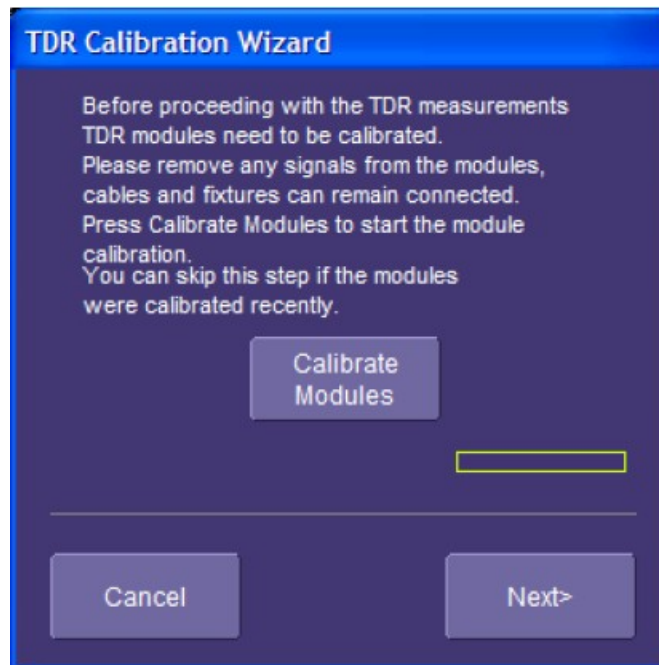 TDR Calibration Wizard
Before proceeding with the TDR measurements
TDR modules need to be calibrated.
Please remove any signals from the modules,
cables and fixtures can remain connected.
Press Calibrate Modules to start the module
calibration.
You can skip this step if the modules
were calibrated recently.
Calibrate
Modules
Cancel
Next>